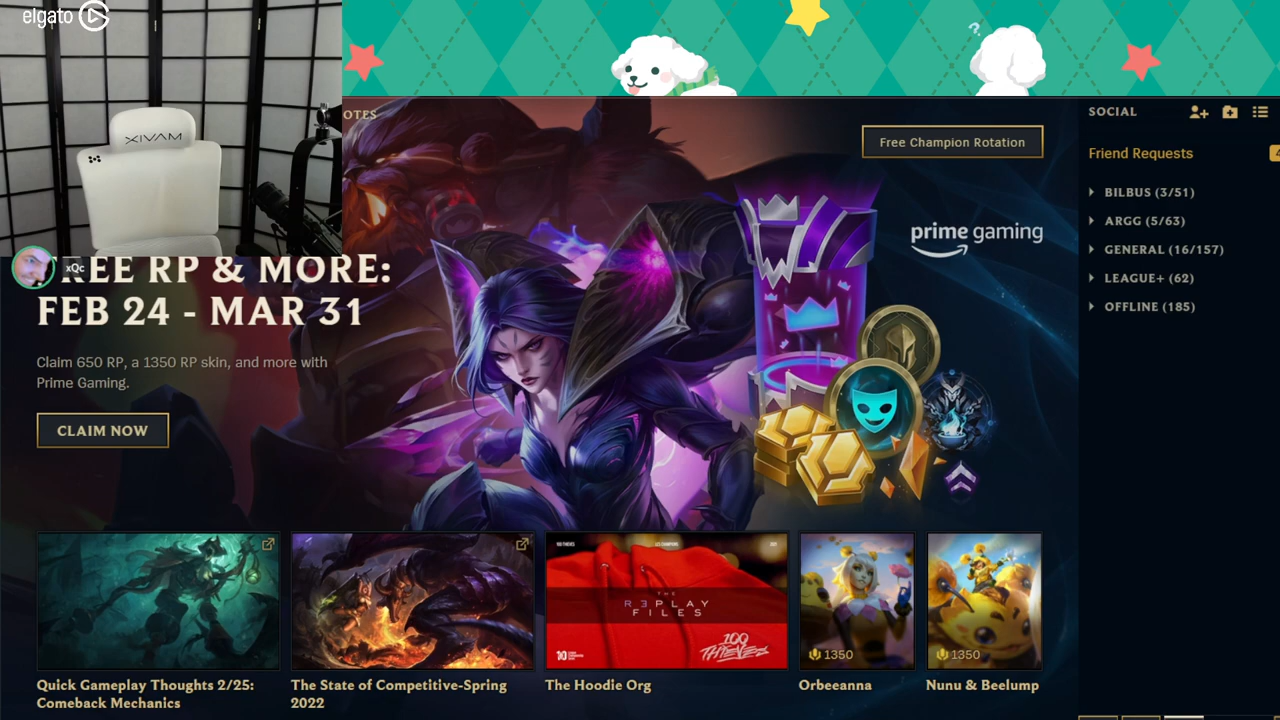 elgato
XIVAM
OTES
Free Champion Rotation
SOCIAL
Friend Requests
BILBUS (3/51)
ARGG (5/63)
GENERAL (16/157)
LEAGUE+ (62)
OFFLINE (185)
prime gaming
xQc
FREE RP & MORE:
FEB 24 - MAR 31
Claim 650 RP, a 1350 RP skin, and more with
Prime Gaming.
CLAIM NOW
THE
R3PLAY
FILES
100
THIEVES
1350
1350
Quick Gameplay Thoughts 2/25:
Comeback Mechanics
The State of Competitive-Spring
2022
The Hoodie Org
Orbeeanna
Nunu & Beelump